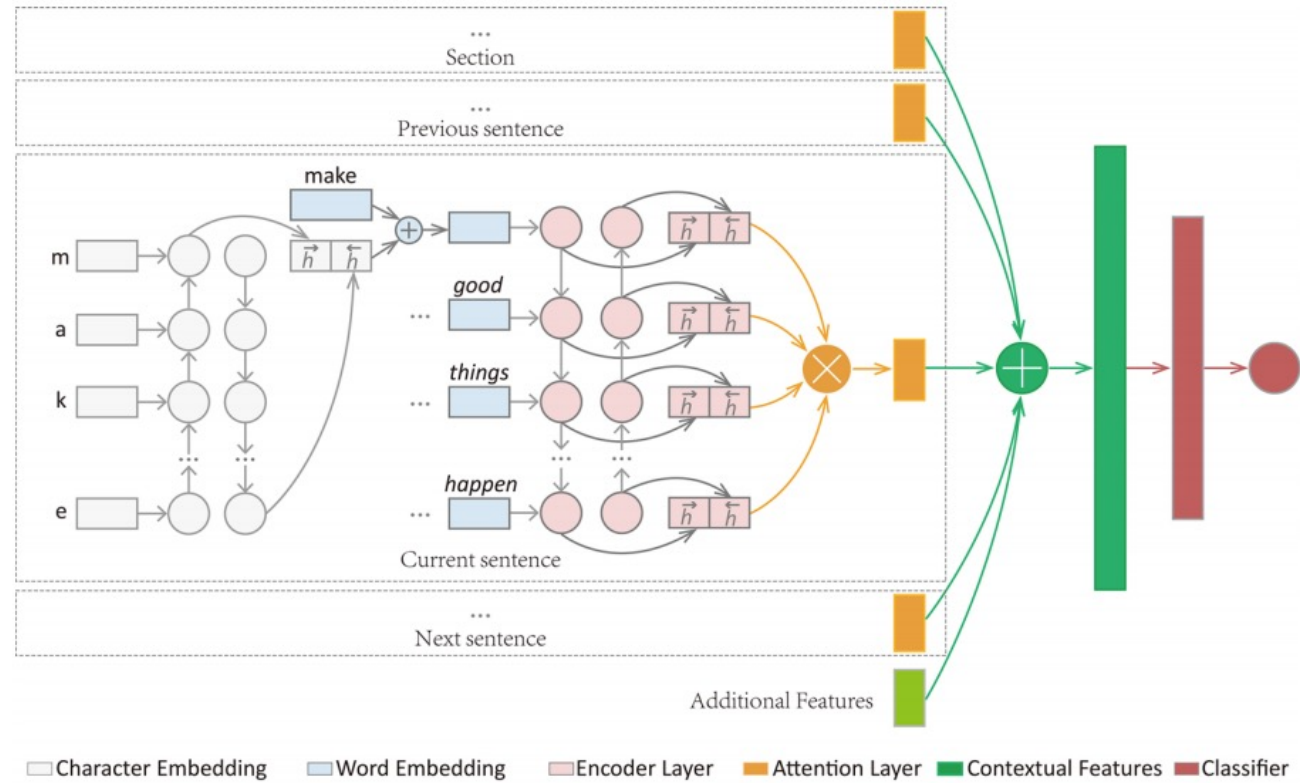 ...
Section
...
Previous sentence
make
m
h h
good
a
...
h h
things
k
...
h h
...
...
...
...
happen
e
...
h h
Current sentence
...
Next sentence
Additional Features
Character Embedding Word Embedding Encoder Layer Attention Layer Contextual Features Classifier